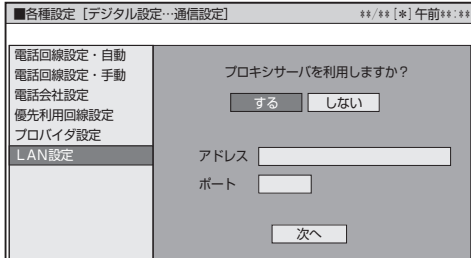 ■各種設定［デジタル設定…通信設定］ **/**［*］午前**:**
電話回線設定・自動
電話回線設定・手動
電話会社設定
優先利用回線設定
プロバイダ設定
LAN設定
プロキシサーバを利用しますか？
する しない
アドレス
ポート
次へ